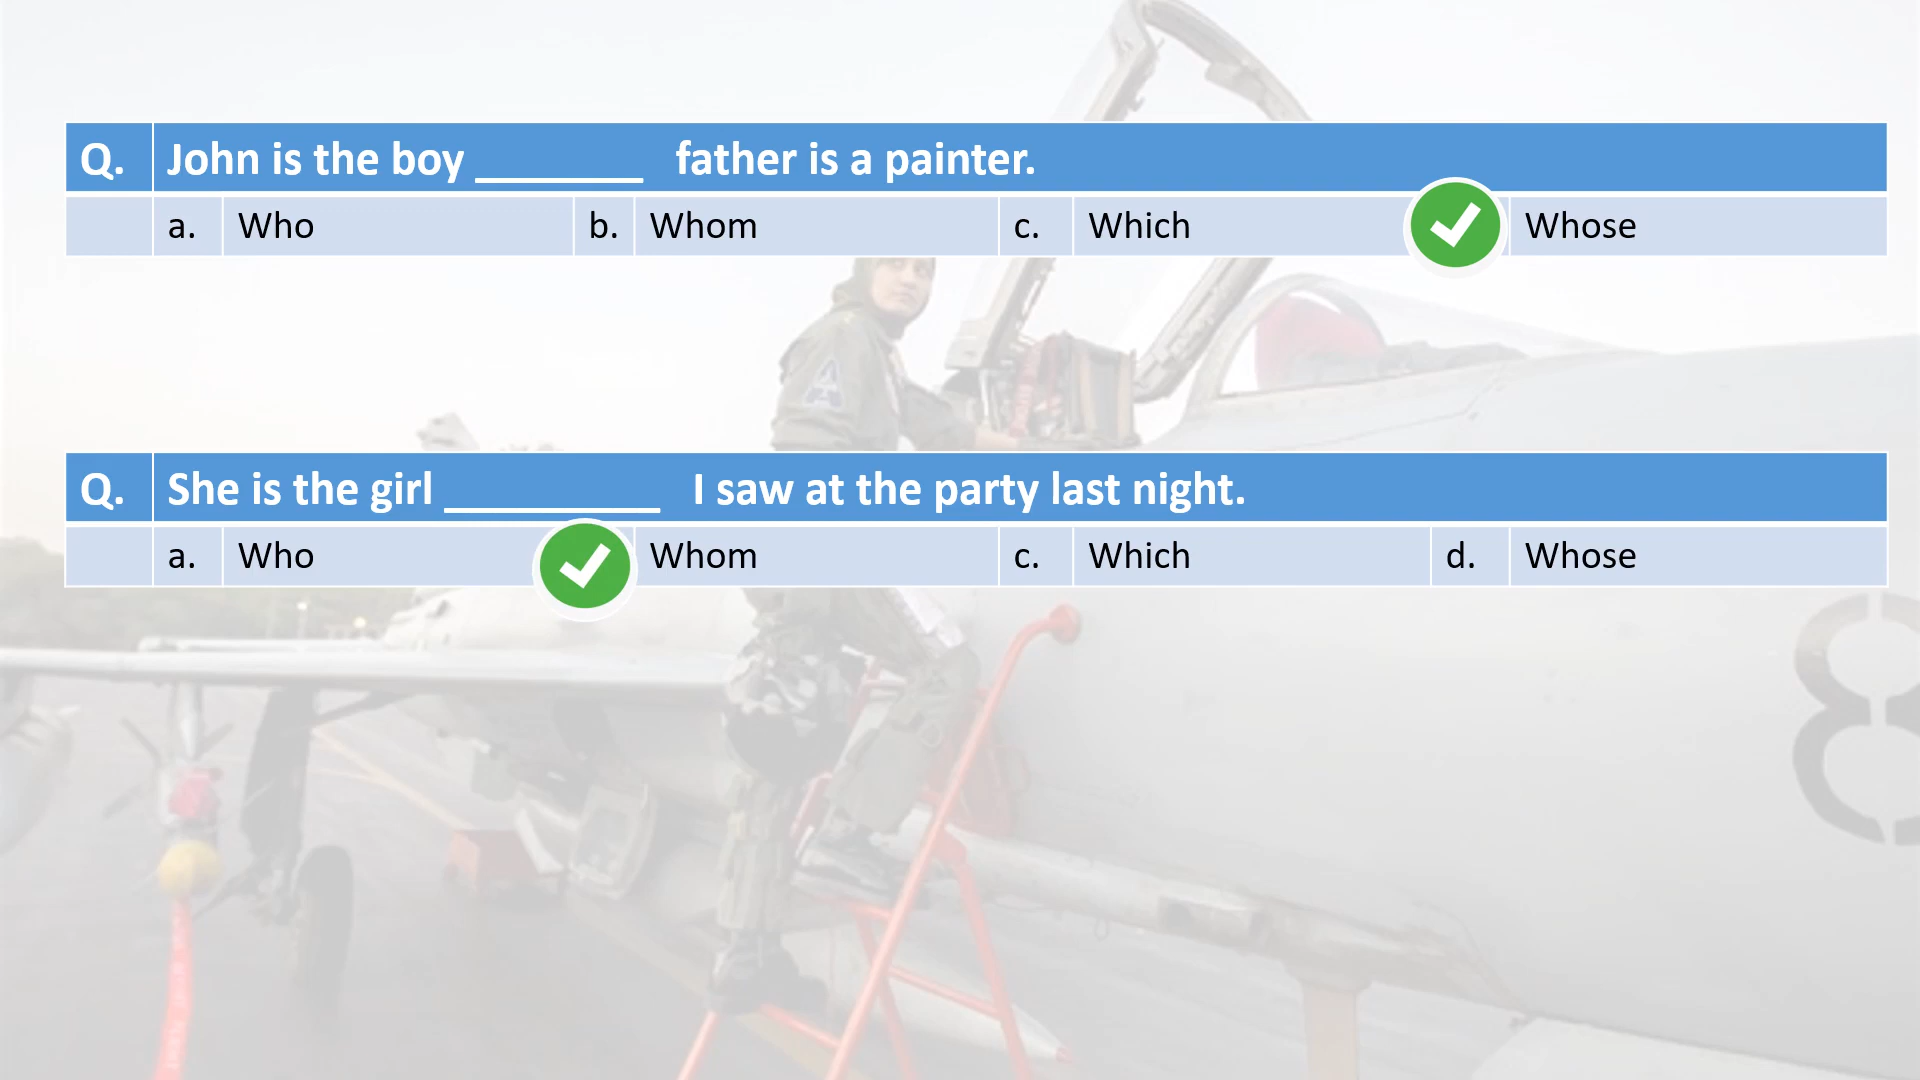 Q. John is the boy ________ father is a painter.
a. Who b. Whom c. Which Whose
Q. She is the girl __________ I saw at the party last night.
a. Who Whom c. Which d. Whose
8